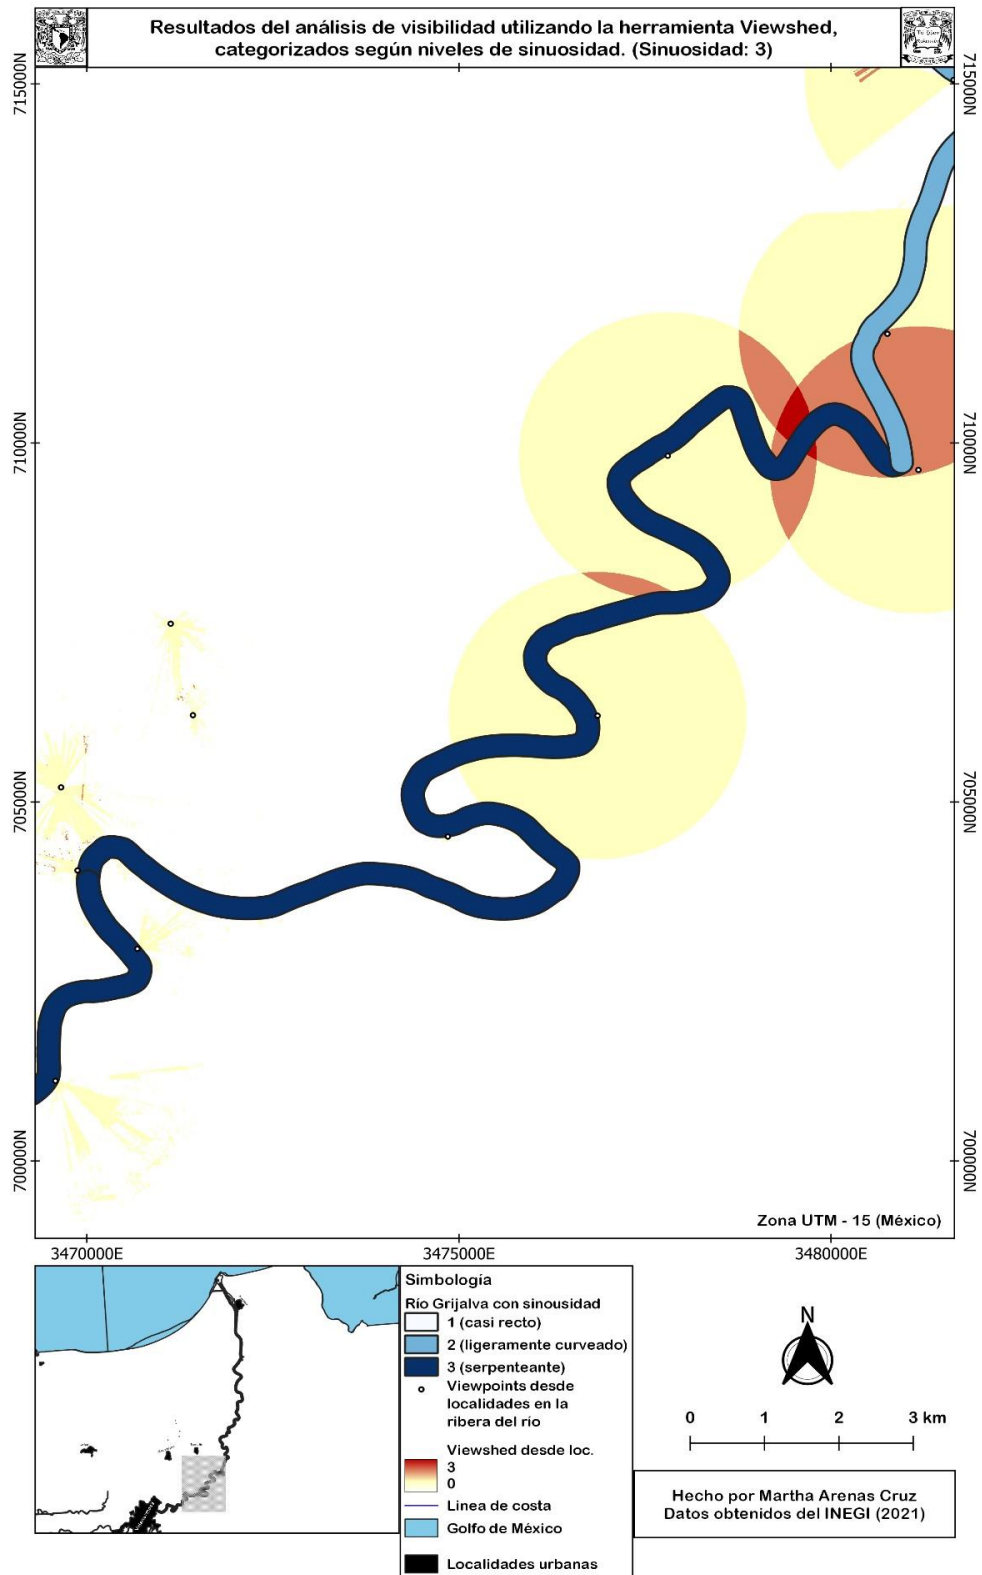 Resultados del análisis de visibilidad utilizando la herramienta Viewshed,
categorizados según niveles de sinuosidad. (Sinuosidad: 3)
715000N
715000N
710000N
710000N
705000N
705000N
700000N
700000N
Zona UTM - 15 (México)
3470000E
3475000E
3480000E
Simbología
Río Grijalva con sinousidad
1 (casi recto)
2 (ligeramente curveado)
3 (serpenteante)
Viewpoints desde
localidades en la
ribera del río
Viewshed desde loc.
3
0
Linea de costa
Golfo de México
Localidades urbanas
N
0 1 2 3 km
Hecho por Martha Arenas Cruz
Datos obtenidos del INEGI (2021)